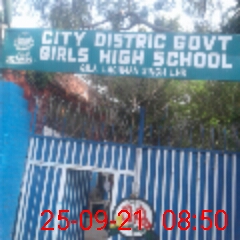 CITY DISTRIC GOVT
GIRLS HIGH SCHOOL
25-09-21 08:50